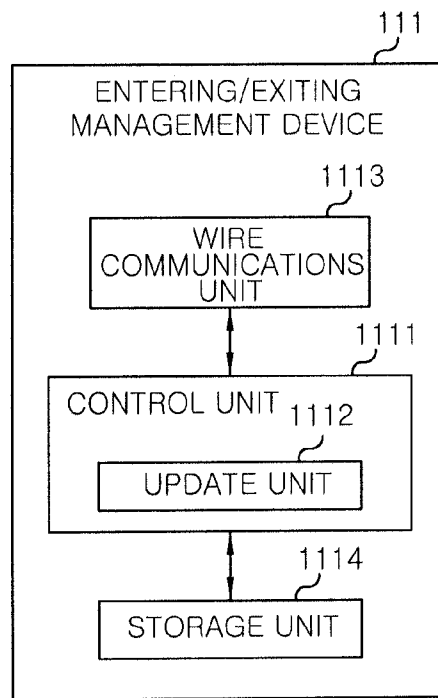 111
ENTERING/EXITING
MANAGEMENT DEVICE
1113
WIRE
COMMUNICATIONS
UNIT
1111
CONTROL UNIT
1112
UPDATE UNIT
1114
STORAGE UNIT